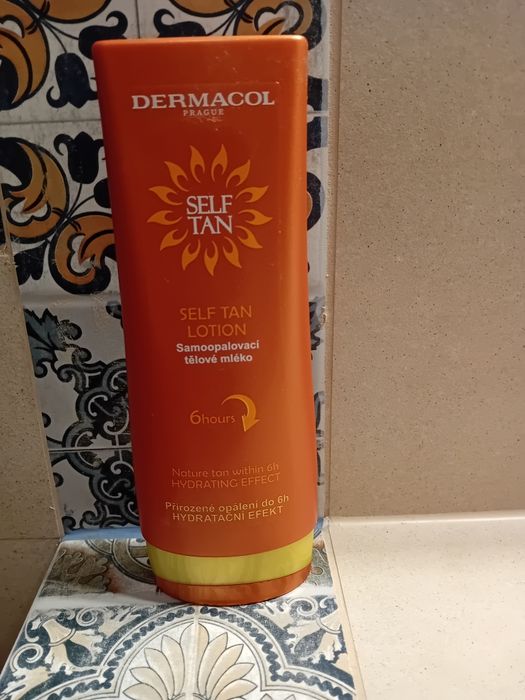 DERMACOL
PRAGUE
SELF
TAN
SELF TAN
LOTION
Samoopalovací
tělové mléko
6hours
Nature tan within 6h
HYDRATING EFFECT
Přirozené opálení do 6h
HYDRATAČNÍ EFEKT